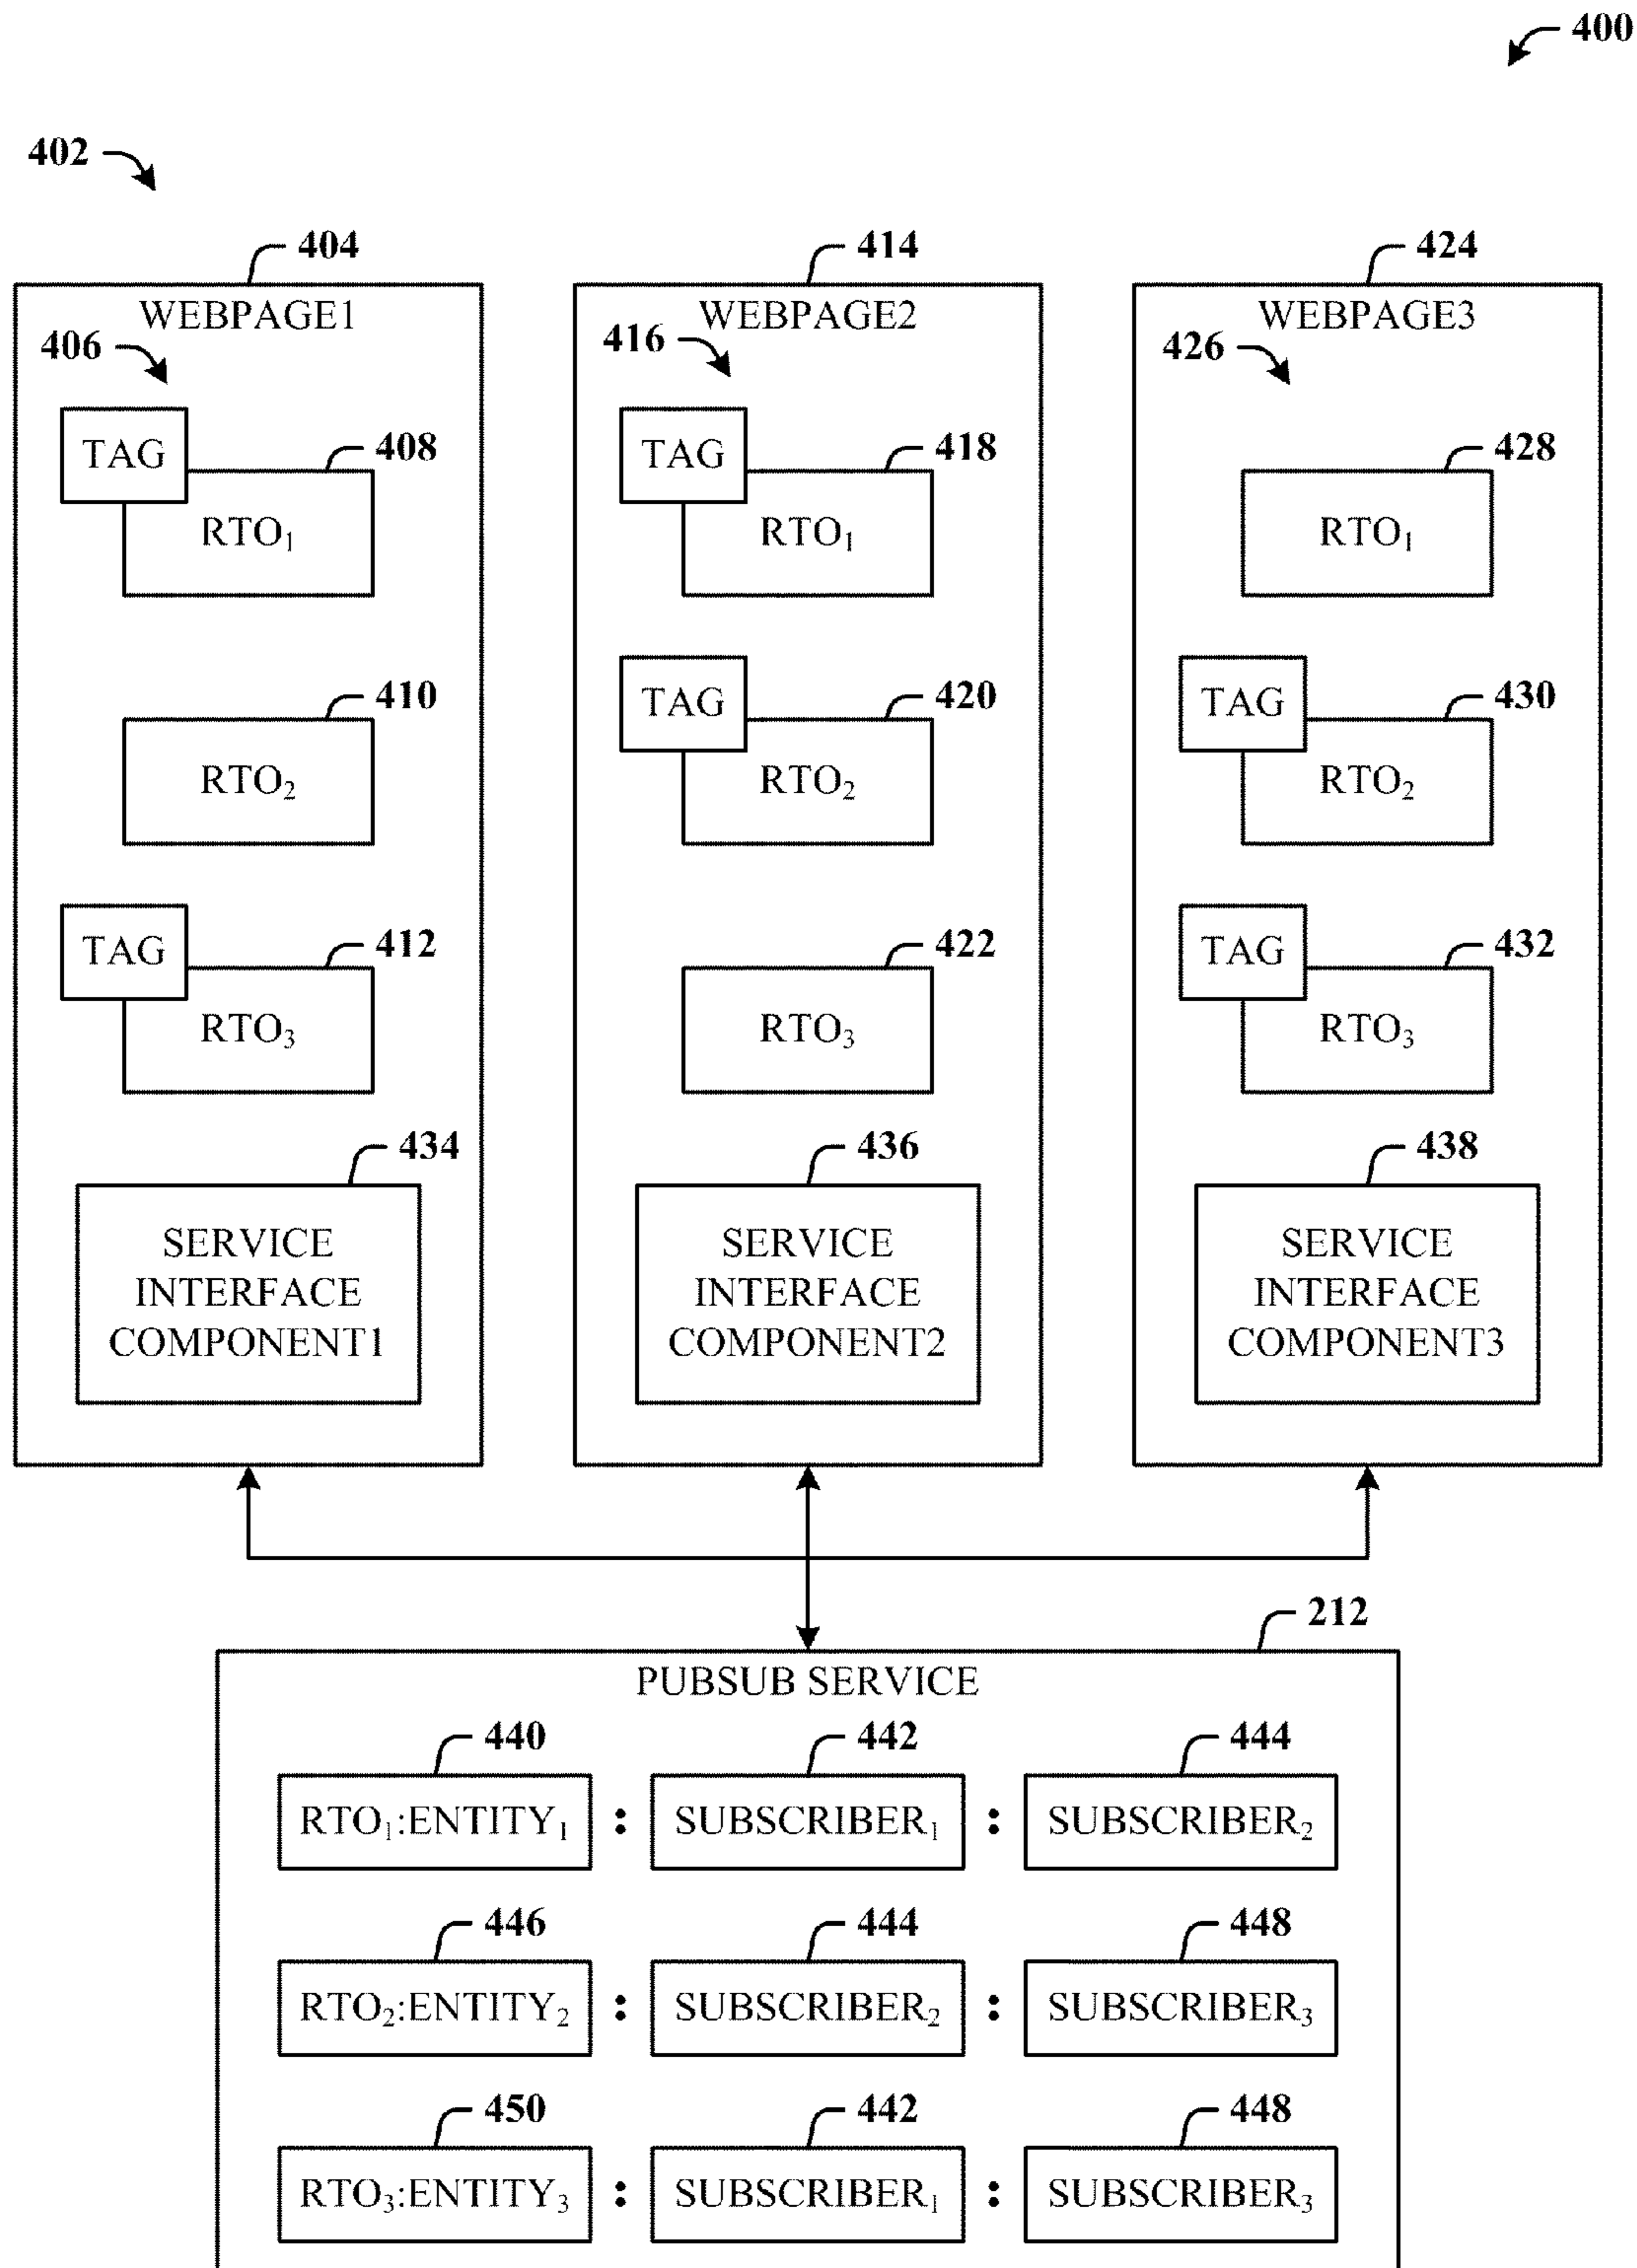 400
402
404
414
424
WEBPAGE1
WEBPAGE2
WEBPAGE3
406
416
426
TAG
408
TAG
418
428
RTO₁
RTO₁
RTO₁
410
TAG
420
TAG
430
RTO₂
RTO₂
RTO₂
TAG
412
422
TAG
432
RTO₃
RTO₃
RTO₃
434
436
438
SERVICE
INTERFACE
COMPONENT1
SERVICE
INTERFACE
COMPONENT2
SERVICE
INTERFACE
COMPONENT3
212
PUBSUB SERVICE
440
442
444
RTO₁:ENTITY₁ : SUBSCRIBER₁ : SUBSCRIBER₂
446
444
448
RTO₂:ENTITY₂ : SUBSCRIBER₂ : SUBSCRIBER₃
450
442
448
RTO₃:ENTITY₃ : SUBSCRIBER₁ : SUBSCRIBER₃